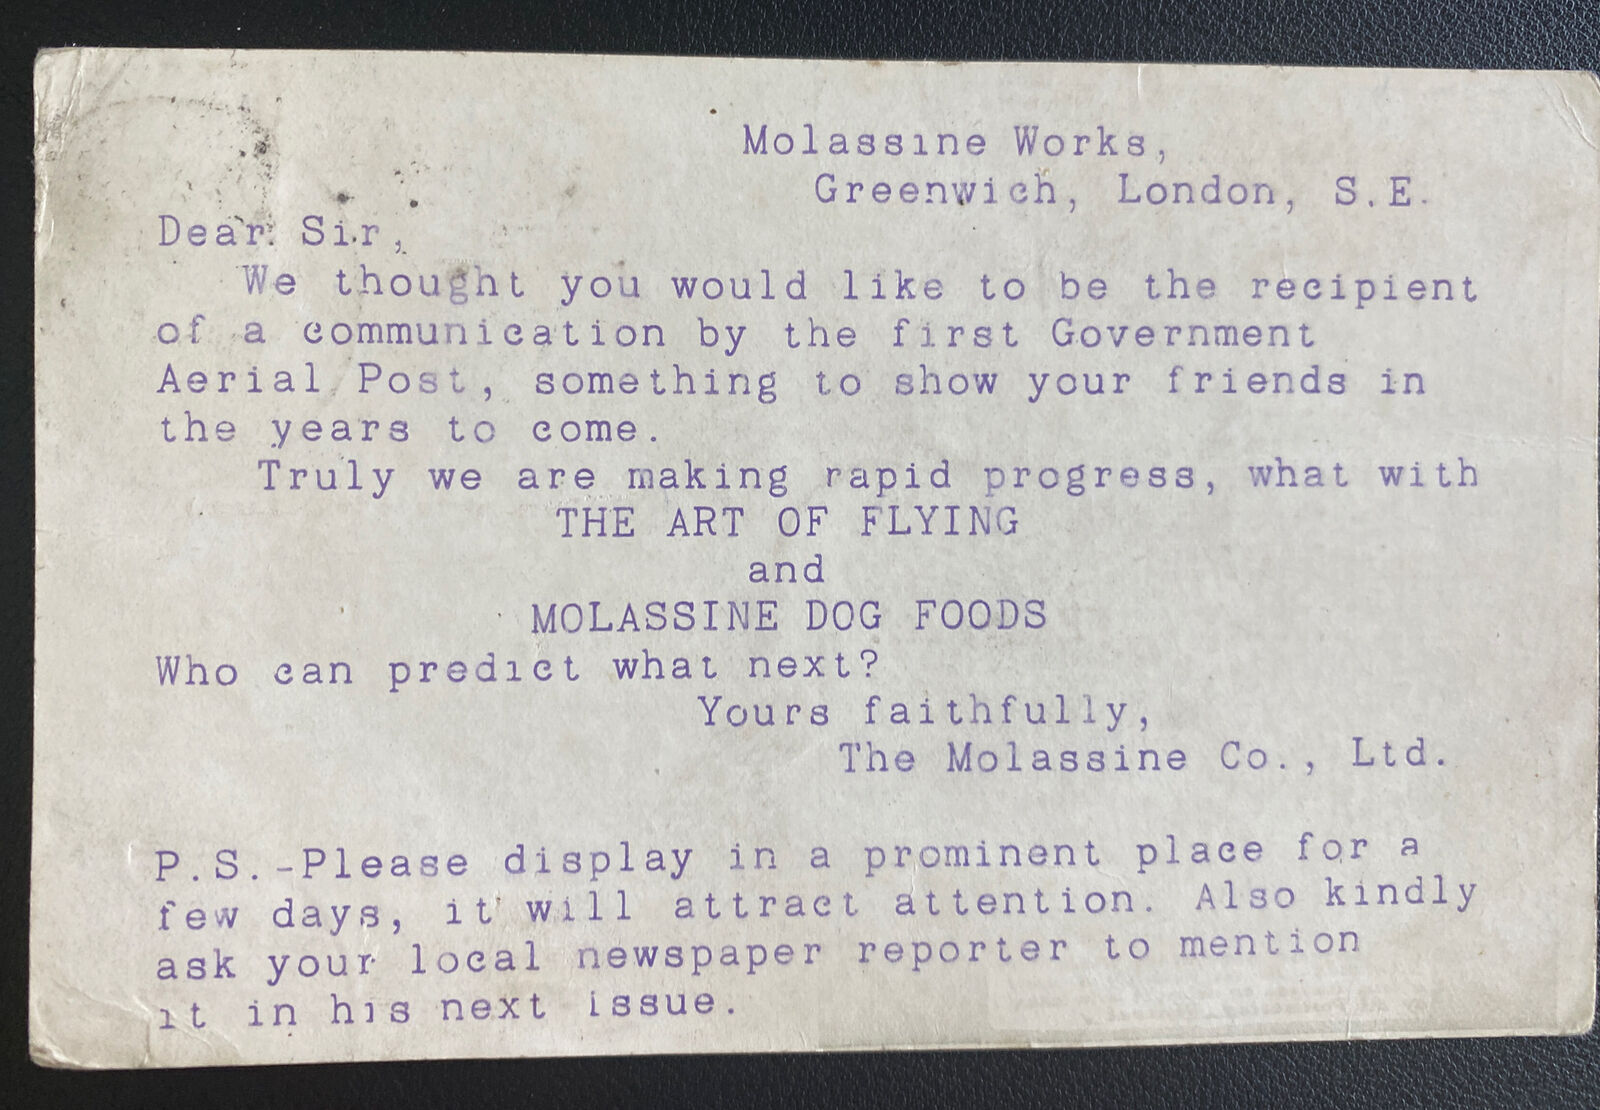 Molassine Works,
Greenwich, London, S.E.
Dear Sir,
We thought you would like to be the recipient
of a communication by the first Government
Aerial Post, something to show your friends in
the years to come.
Truly we are making rapid progress, what with
THE ART OF FLYING
and
MOLASSINE DOG FOODS
Who can predict what next?
Yours faithfully,
The Molassine Co., Ltd.
P.S.-Please display in a prominent place for a
few days, it will attract attention. Also kindly
ask your local newspaper reporter to mention
it in his next issue.